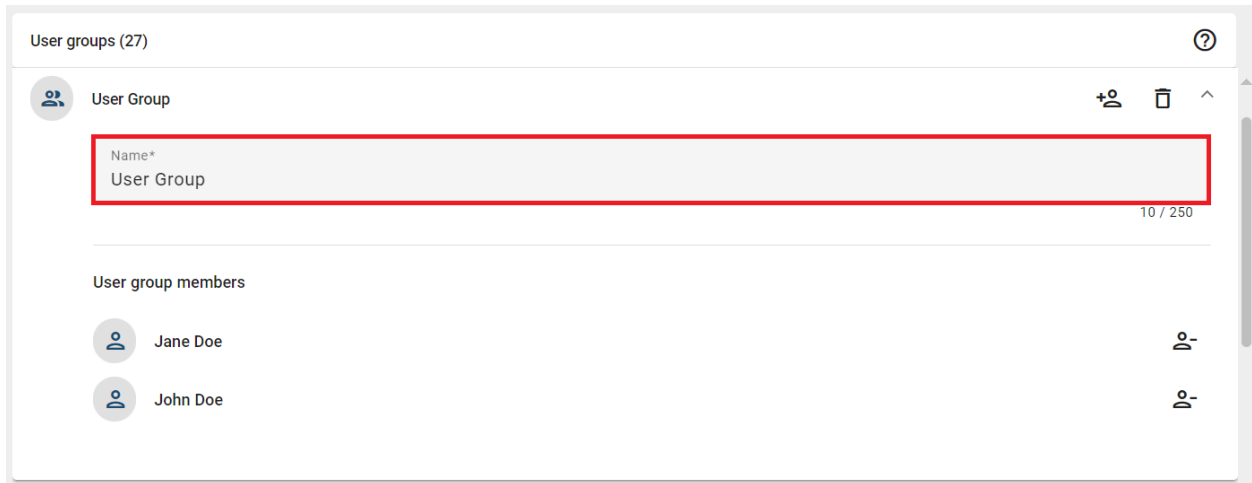 User groups (27)
User Group
Name*
User Group
10 / 250
User group members
Jane Doe
John Doe